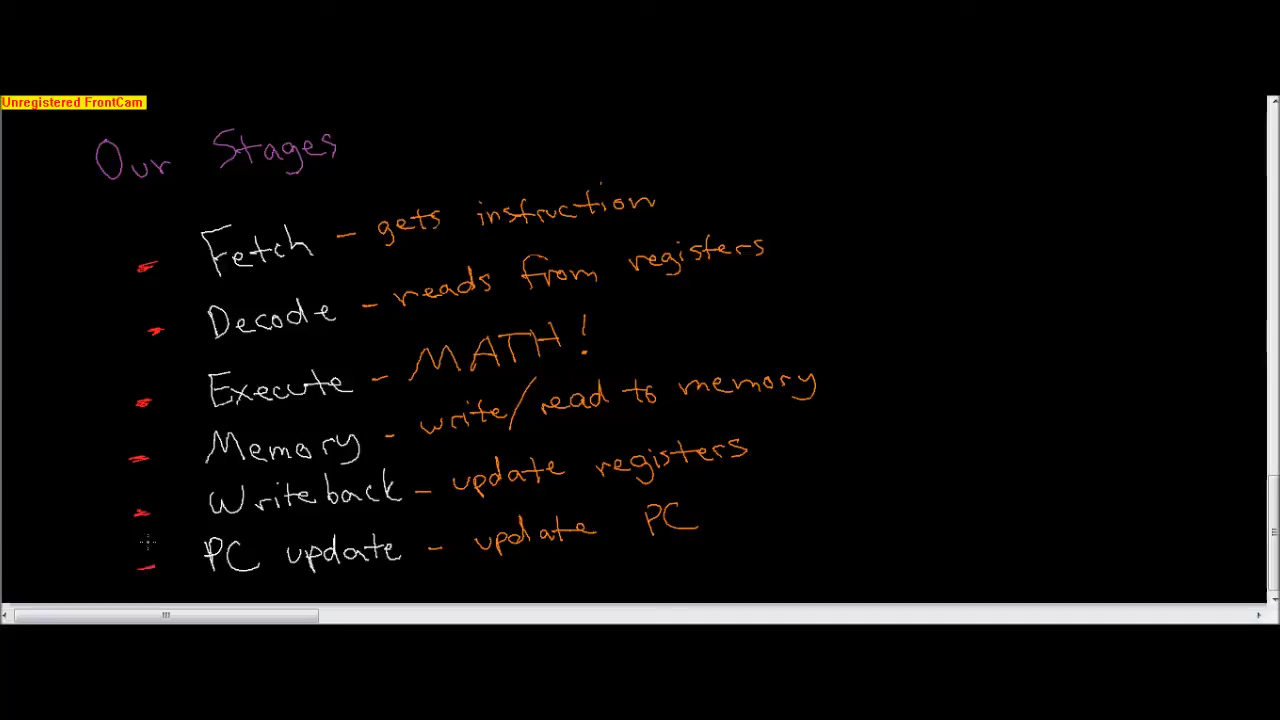 Unregistered FrontCam
Our Stages
- Fetch - gets instruction
- Decode - reads from registers
- Execute - MATH!
- Memory - write/read to memory
- Writeback - update registers
- PC update - update PC